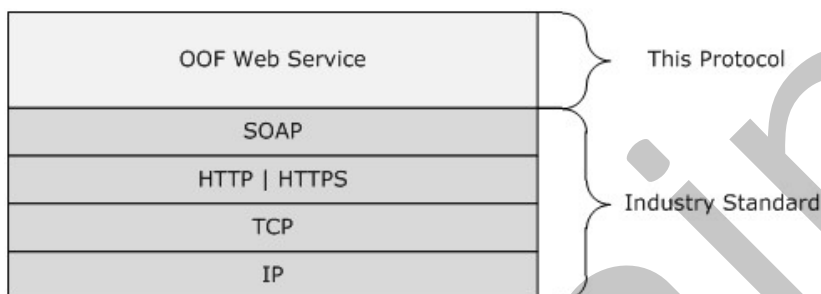 OOF Web Service
This Protocol
SOAP
HTTP | HTTPS
Industry Standard
TCP
IP